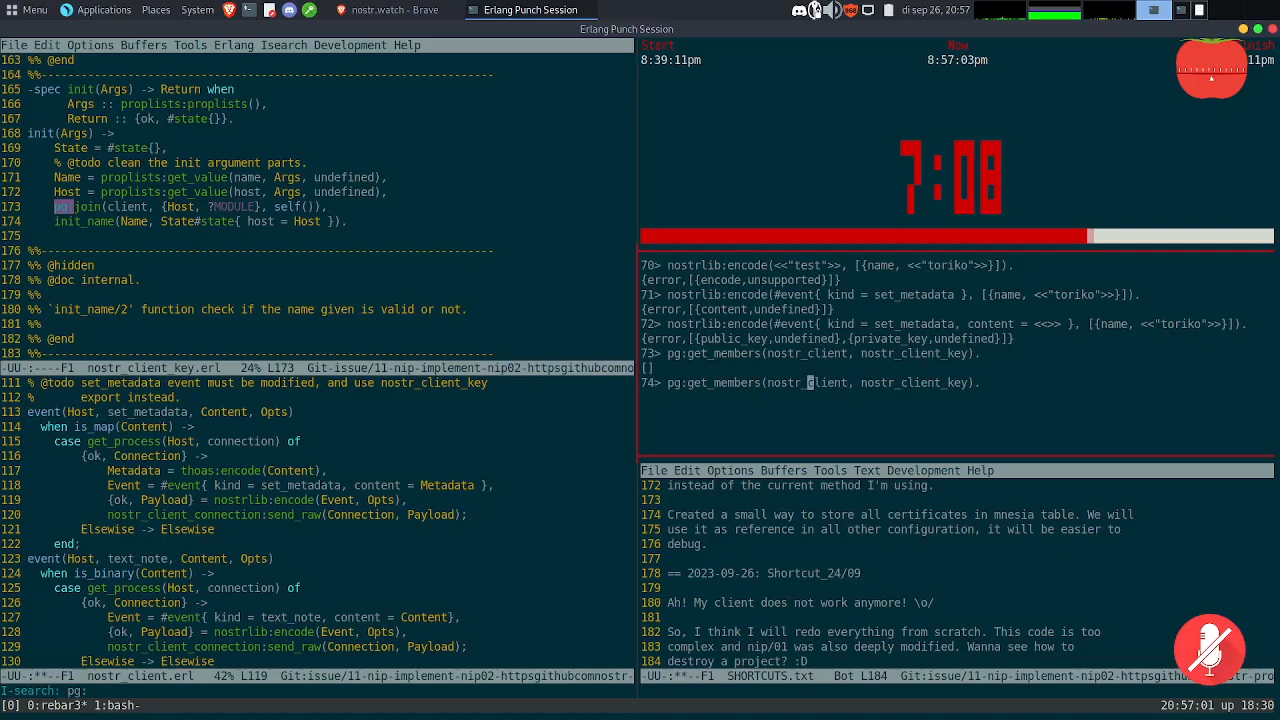 Menu Applications Places System nostr.watch - Brave Erlang Punch Session di sep 26, 20:57
Erlang Punch Session
File Edit Options Buffers Tools Erlang Isearch Development Help
163 %% @end
164 %%--------------------------------------------------------------------
165 -spec init(Args) -> Return when
166       Args :: proplists:proplists(),
167       Return :: {ok, #state{}}.
168 init(Args) ->
169     State = #state{},
170     % @todo clean the init argument parts.
171     Name = proplists:get_value(name, Args, undefined),
172     Host = proplists:get_value(host, Args, undefined),
173     pg:join(client, {Host, ?MODULE}, self()),
174     init_name(Name, State#state{ host = Host }).
175
176 %%--------------------------------------------------------------------
177 %% @hidden
178 %% @doc internal.
179 %%
180 %% `init_name/2' function check if the name given is valid or not.
181 %%
182 %% @end
183 %%--------------------------------------------------------------------
-UU-:----F1  nostr_client_key.erl   24% L173  Git-issue/11-nip-implement-nip02-httpsgithubcomno
111 % @todo set_metadata event must be modified, and use nostr_client_key
112 %       export instead.
113 event(Host, set_metadata, Content, Opts)
114   when is_map(Content) ->
115     case get_process(Host, connection) of
116         {ok, Connection} ->
117             Metadata = thoas:encode(Content),
118             Event = #event{ kind = set_metadata, content = Metadata },
119             {ok, Payload} = nostrlib:encode(Event, Opts),
120             nostr_client_connection:send_raw(Connection, Payload);
121         Elsewise -> Elsewise
122     end;
123 event(Host, text_note, Content, Opts)
124   when is_binary(Content) ->
125     case get_process(Host, connection) of
126         {ok, Connection} ->
127             Event = #event{ kind = text_note, content = Content},
128             {ok, Payload} = nostrlib:encode(Event, Opts),
129             nostr_client_connection:send_raw(Connection, Payload);
130         Elsewise -> Elsewise
-UU-:**--F1  nostr_client.erl   42% L119  Git:issue/11-nip-implement-nip02-httpsgithubcomnostr-
I-search: pg:
Start Now inish
8:39:11pm 8:57:03pm 11pm
7:08
70> nostrlib:encode(<<"test">>, [{name, <<"toriko">>}]).
{error,[{encode,unsupported}]}
71> nostrlib:encode(#event{ kind = set_metadata }, [{name, <<"toriko">>}]).
{error,[{content,undefined}]}
72> nostrlib:encode(#event{ kind = set_metadata, content = <<>> }, [{name, <<"toriko">>}]).
{error,[{public_key,undefined},{private_key,undefined}]}
73> pg:get_members(nostr_client, nostr_client_key).
[]
74> pg:get_members(nostr_client, nostr_client_key).
File Edit Options Buffers Tools Text Development Help
172 instead of the current method I'm using.
173
174 Created a small way to store all certificates in mnesia table. We will
175 use it as reference in all other configuration, it will be easier to
176 debug.
177
178 == 2023-09-26: Shortcut_24/09
179
180 Ah! My client does not work anymore! \o/
181
182 So, I think I will redo everything from scratch. This code is too
183 complex and nip/01 was also deeply modified. Wanna see how to
184 destroy a project? :D
-UU-:**--F1  SHORTCUTS.txt   Bot L184   Git:issue/11-nip-implement-nip02-httpsgithubcomnostr-pro
[0] 0:rebar3* 1:bash- 20:57:01 up 18:30